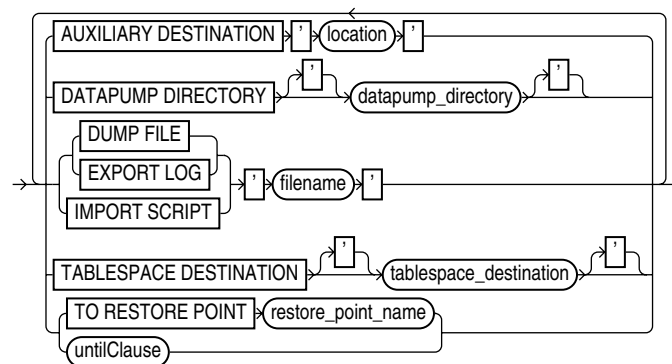 AUXILIARY DESTINATION ' location '
DATAPUMP DIRECTORY ' datapump_directory '
DUMP FILE
EXPORT LOG
' filename '
IMPORT SCRIPT
TABLESPACE DESTINATION ' tablespace_destination '
TO RESTORE POINT restore_point_name
untilClause